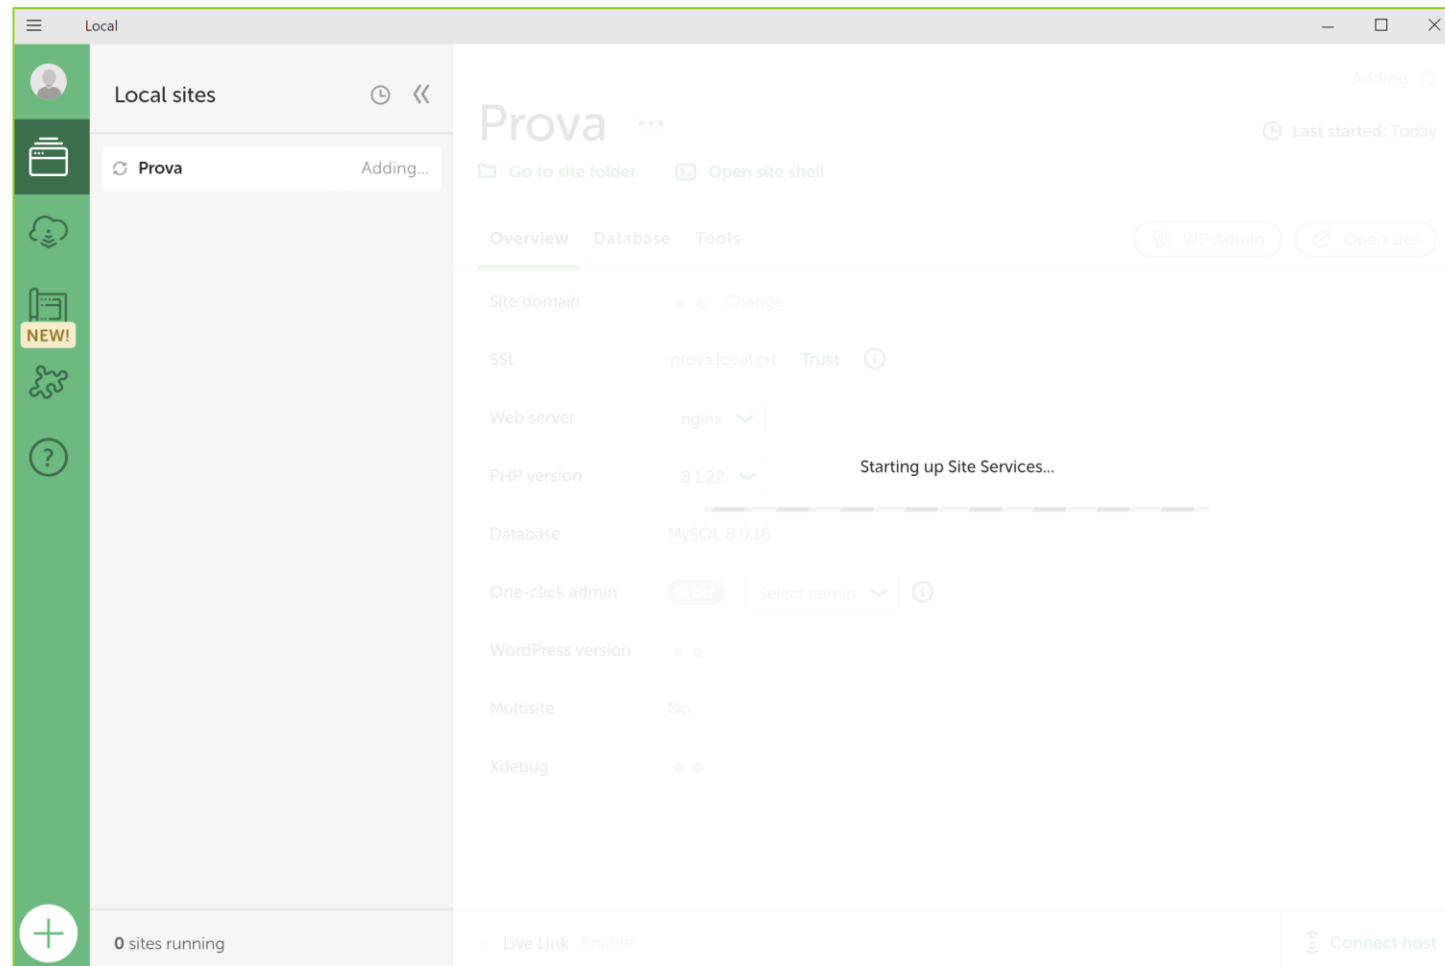 Local
Local sites
Prova Adding...
NEW!
0 sites running
Adding
Prova ...
Last started: Today
Go to site folder Open site shell
Overview Database Tools WP Admin Open site
Site domain Change
SSL prova.local.crt Trust
Web server nginx
PHP version 8.1.22
Starting up Site Services...
Database MySQL 8.0.16
One-click admin Off Select admin
WordPress version
Multisite No
Xdebug
Live Link Enable Connect host